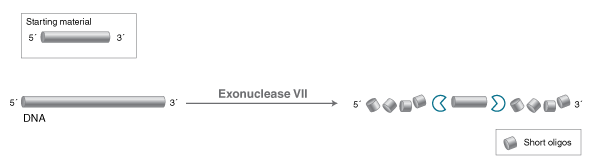 Starting material
5´ 3´
Exonuclease VII
5´ 3´ 5´ 3´
DNA
Short oligos